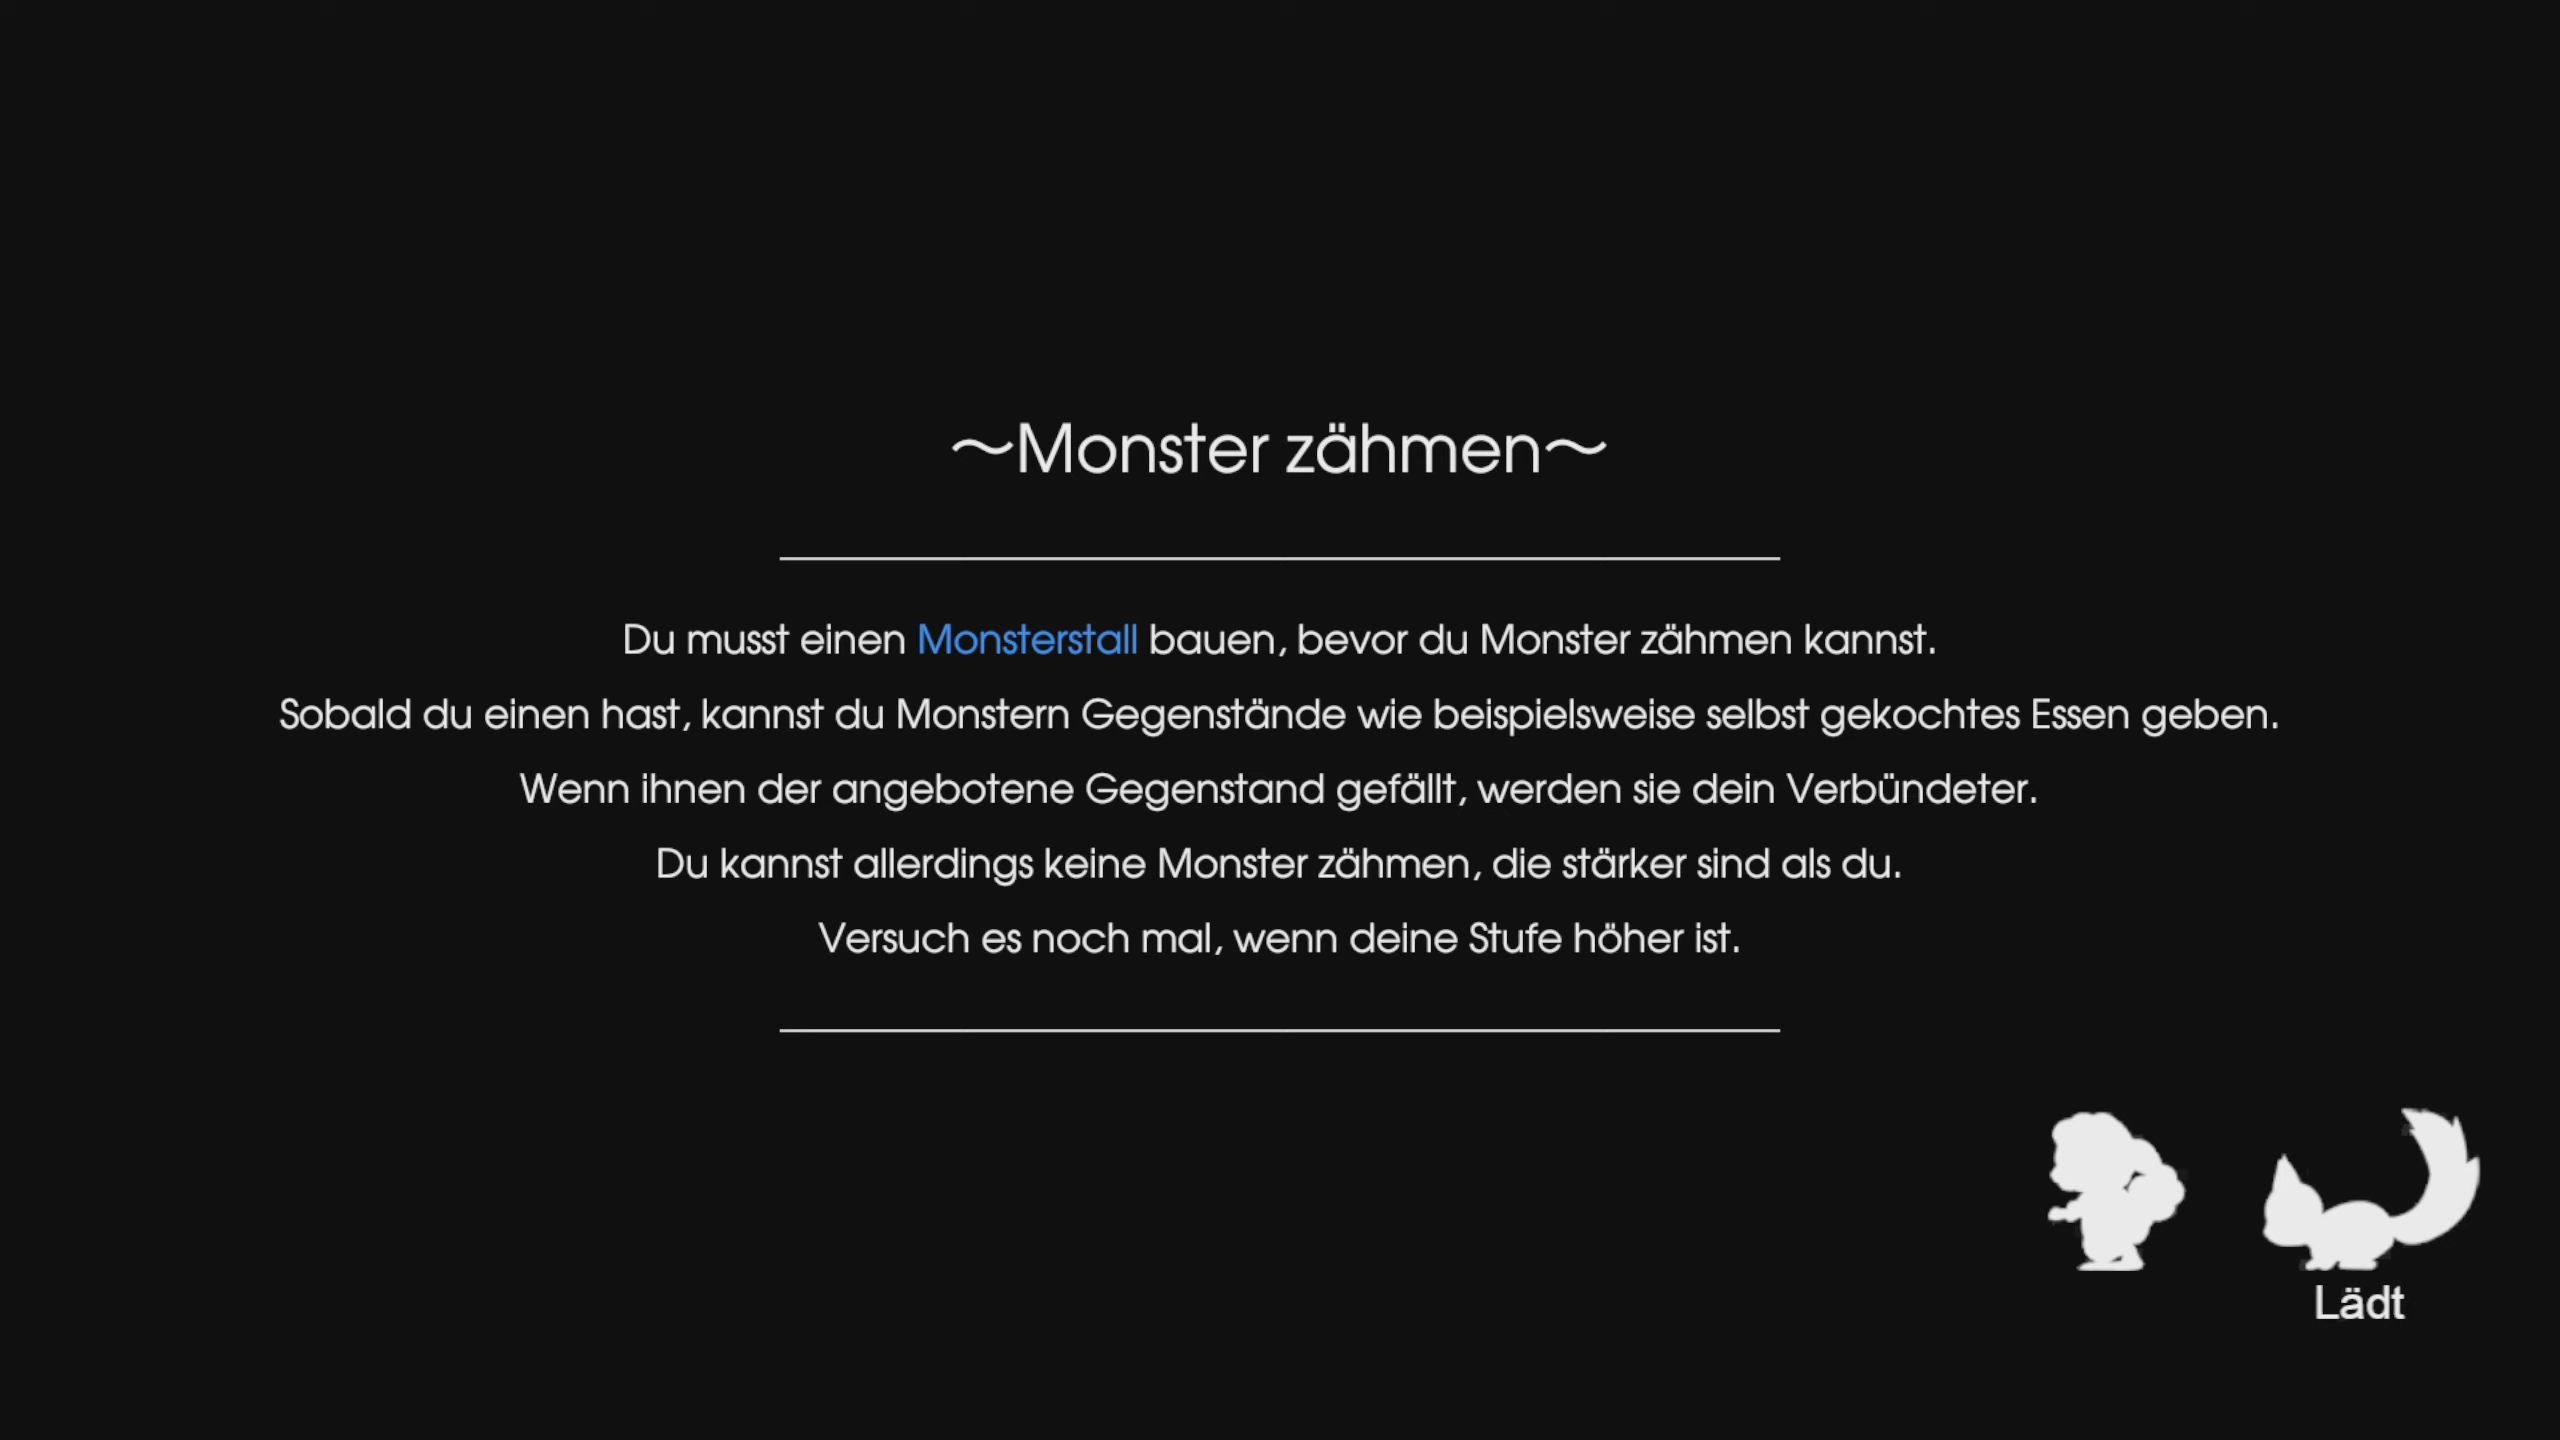 ～Monster zähmen～
Du musst einen Monsterstall bauen, bevor du Monster zähmen kannst.
Sobald du einen hast, kannst du Monstern Gegenstände wie beispielsweise selbst gekochtes Essen geben.
Wenn ihnen der angebotene Gegenstand gefällt, werden sie dein Verbündeter.
Du kannst allerdings keine Monster zähmen, die stärker sind als du.
Versuch es noch mal, wenn deine Stufe höher ist.
Lädt